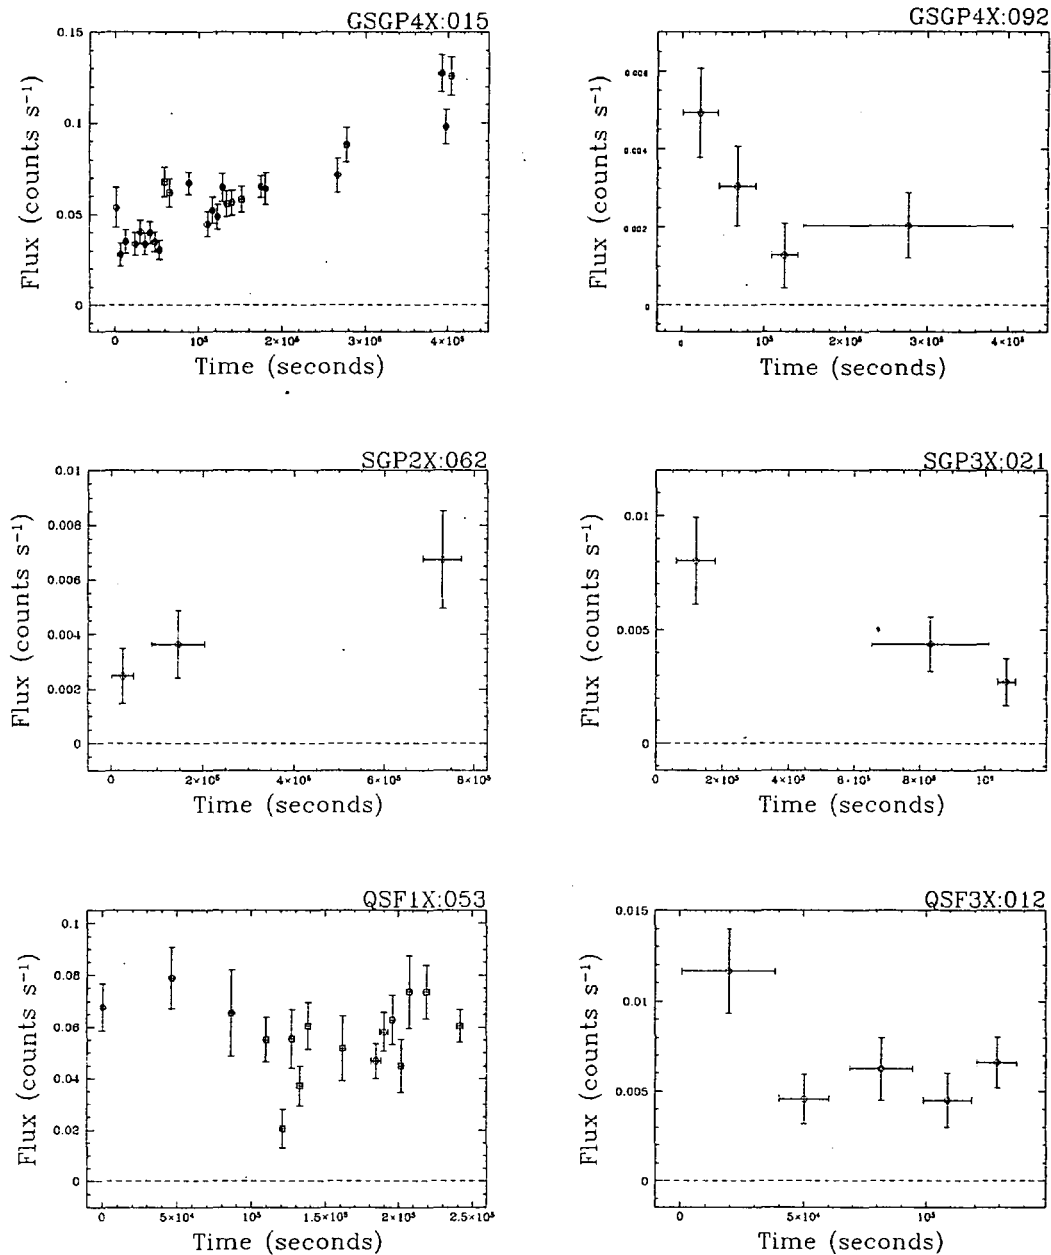 GSGP4X:015
0.15
0.1
0.05
0
Flux (counts s⁻¹)
0 10⁵ 2×10⁵ 3×10⁵ 4×10⁵
Time (seconds)
GSGP4X:092
0.004
0.002
0
Flux (counts s⁻¹)
0 10⁵ 2×10⁵ 3×10⁵ 4×10⁵
Time (seconds)
SGP2X:062
0.01
0.008
0.006
0.004
0.002
0
Flux (counts s⁻¹)
0 2×10⁵ 4×10⁵ 6×10⁵ 8×10⁵
Time (seconds)
SGP3X:021
0.01
0.005
0
Flux (counts s⁻¹)
0 2×10⁵ 4×10⁵ 6×10⁵ 8×10⁵
Time (seconds)
QSF1X:053
0.1
0.08
0.06
0.04
0.02
0
Flux (counts s⁻¹)
0 5×10⁴ 10⁵ 1.5×10⁵ 2×10⁵ 2.5×10⁵
Time (seconds)
QSF3X:012
0.015
0.01
0.005
0
Flux (counts s⁻¹)
0 5×10⁴ 10⁵
Time (seconds)